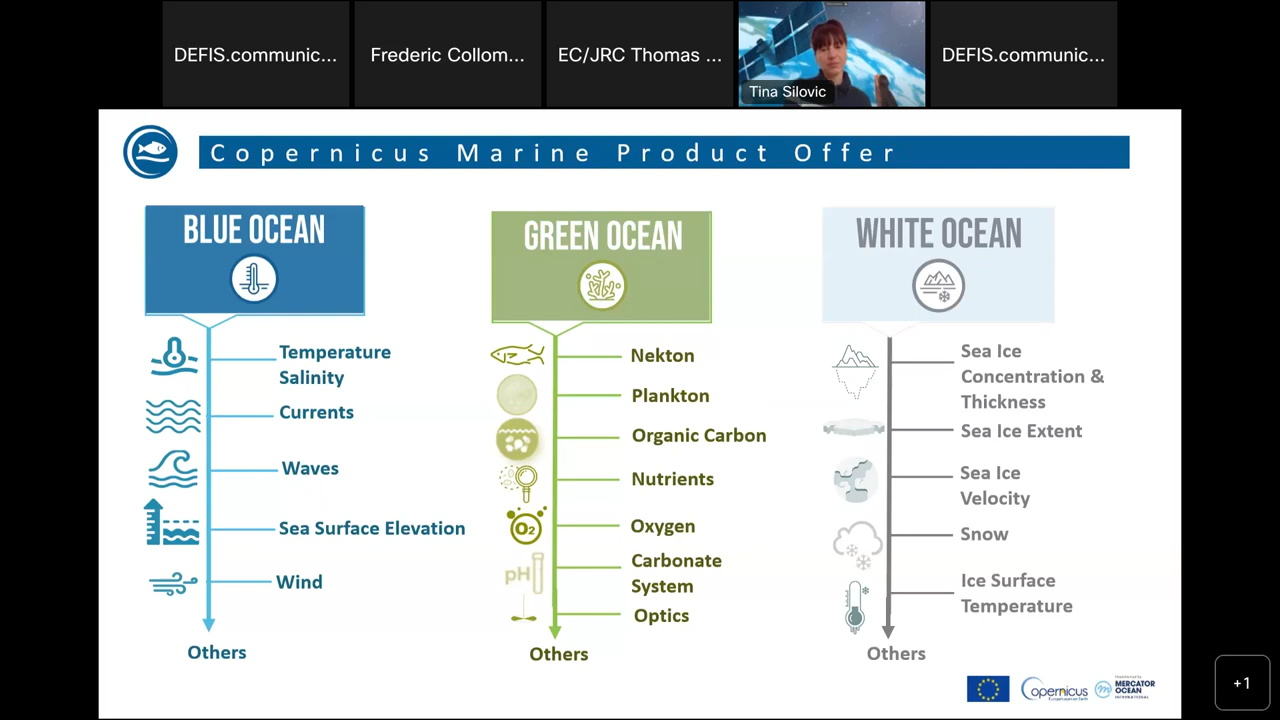 DEFIS.communic...
Frederic Collom...
EC/JRC Thomas ...
Tina Silovic
DEFIS.communic...
Copernicus Marine Product Offer
BLUE OCEAN
Temperature
Salinity
Currents
Waves
Sea Surface Elevation
Wind
Others
GREEN OCEAN
Nekton
Plankton
Organic Carbon
Nutrients
O2
Oxygen
pH
Carbonate
System
Optics
Others
WHITE OCEAN
Sea Ice
Concentration &
Thickness
Sea Ice Extent
Sea Ice
Velocity
Snow
Ice Surface
Temperature
Others
opernicus
MERCATOR
OCEAN
INTERNATIONAL
+1